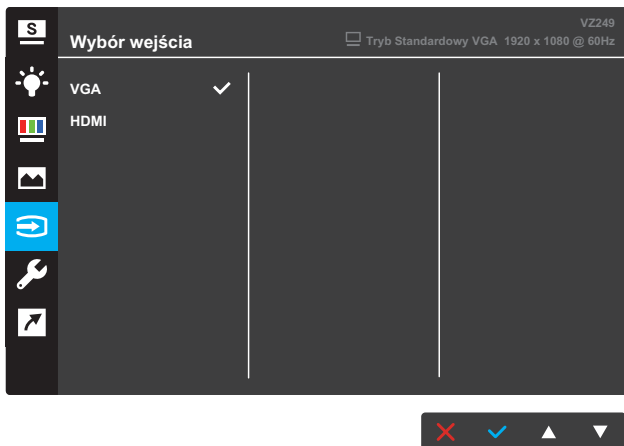 S
VZ249
Wybór wejścia
Tryb Standardowy VGA 1920 x 1080 @ 60Hz
VGA
HDMI